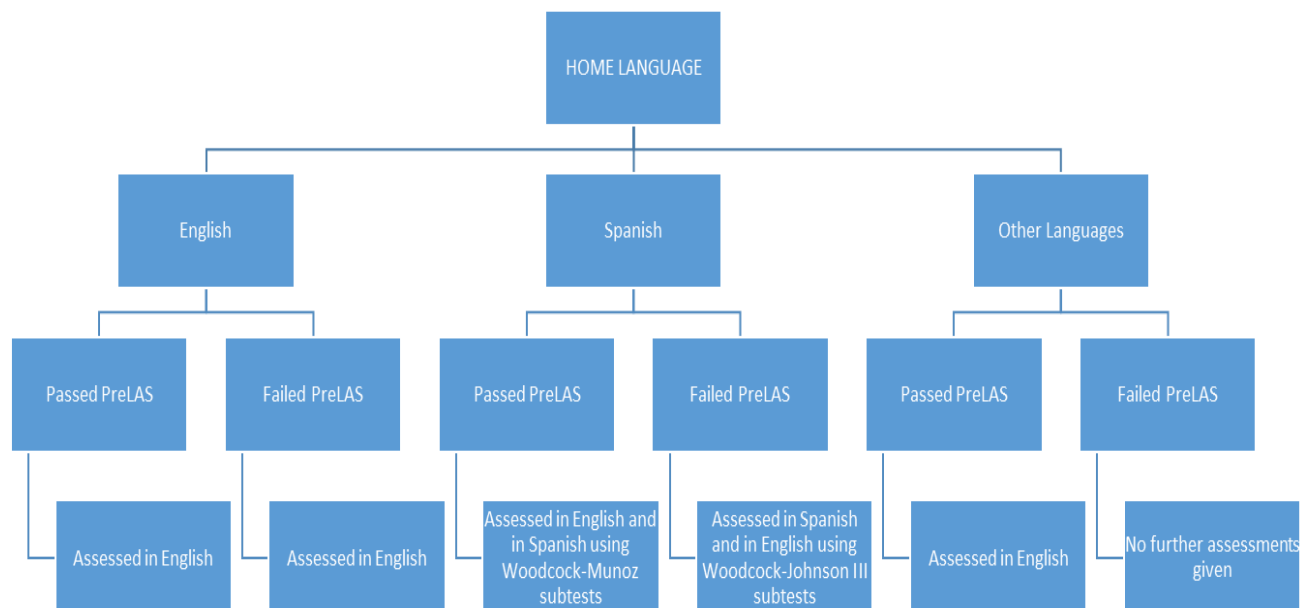 HOME LANGUAGE
English
Spanish
Other Languages
Passed PreLAS
Failed PreLAS
Passed PreLAS
Failed PreLAS
Passed PreLAS
Failed PreLAS
Assessed in English
Assessed in English
Assessed in English and
in Spanish using
Woodcock-Munoz
subtests
Assessed in Spanish
and in English using
Woodcock-Johnson III
subtests
Assessed in English
No further assessments
given